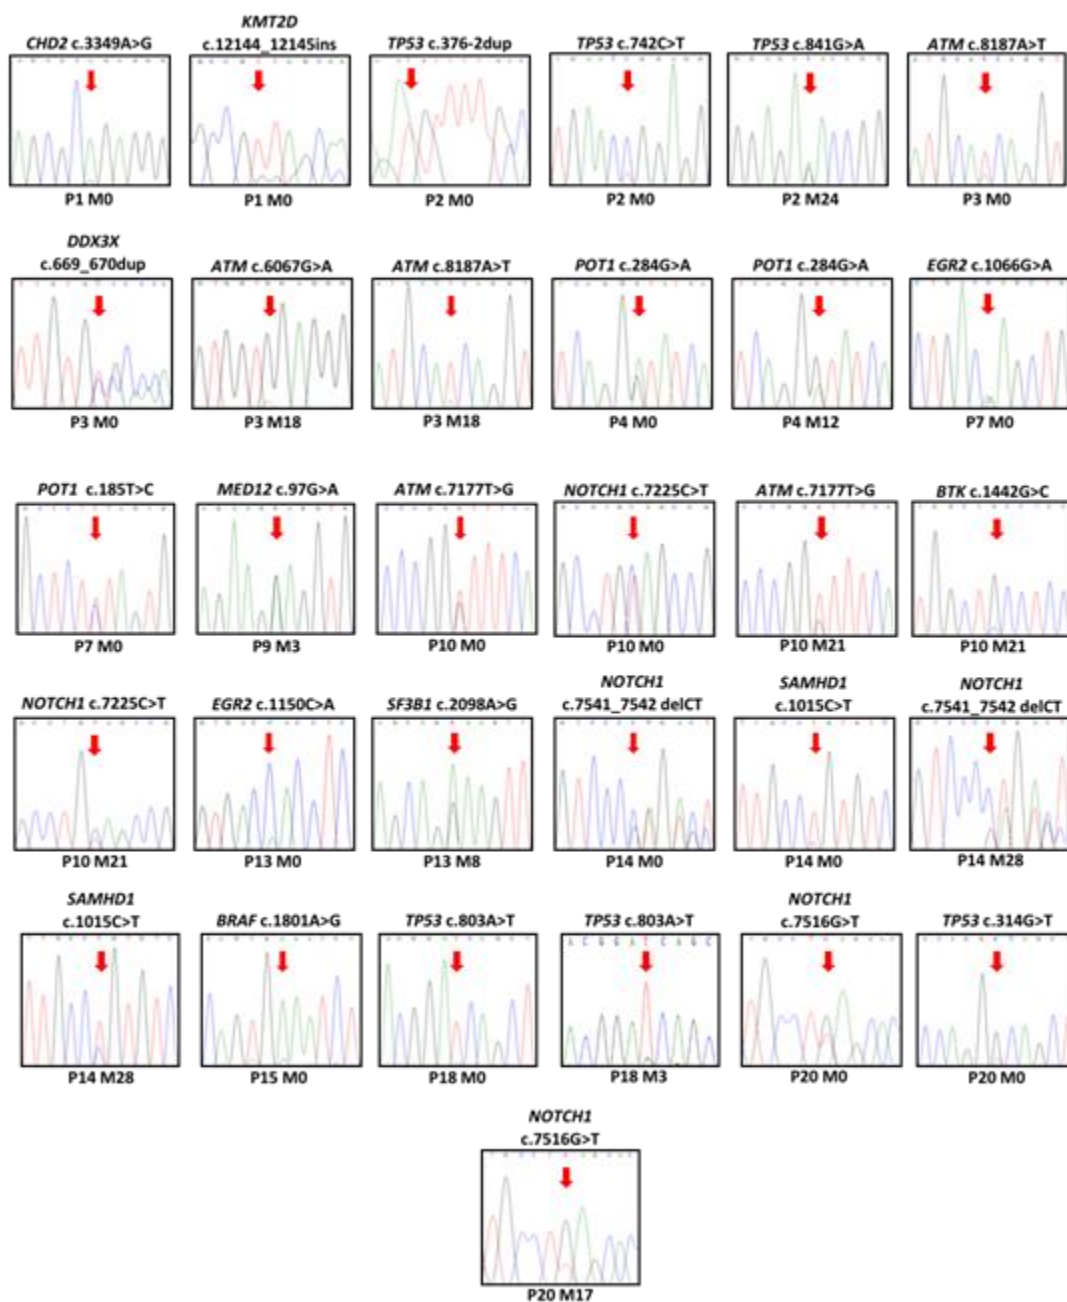 KMT2D
CHD2 c.3349A>G c.12144_12145ins TP53 c.376-2dup TP53 c.742C>T TP53 c.841G>A ATM c.8187A>T
P1 M0 P1 M0 P2 M0 P2 M0 P2 M24 P3 M0
DDX3X
c.669_670dup ATM c.6067G>A ATM c.8187A>T POT1 c.284G>A POT1 c.284G>A EGR2 c.1066G>A
P3 M0 P3 M18 P3 M18 P4 M0 P4 M12 P7 M0
POT1 c.185T>C MED12 c.97G>A ATM c.7177T>G NOTCH1 c.7225C>T ATM c.7177T>G BTK c.1442G>C
P7 M0 P9 M3 P10 M0 P10 M0 P10 M21 P10 M21
NOTCH1 SAMHD1 NOTCH1
NOTCH1 c.7225C>T EGR2 c.1150C>A SF3B1 c.2098A>G c.7541_7542 delCT c.1015C>T c.7541_7542 delCT
P10 M21 P13 M0 P13 M8 P14 M0 P14 M0 P14 M28
SAMHD1 NOTCH1
c.1015C>T BRAF c.1801A>G TP53 c.803A>T TP53 c.803A>T c.7516G>T TP53 c.314G>T
A C G G A T C A G C
P14 M28 P15 M0 P18 M0 P18 M3 P20 M0 P20 M0
NOTCH1
c.7516G>T
P20 M17